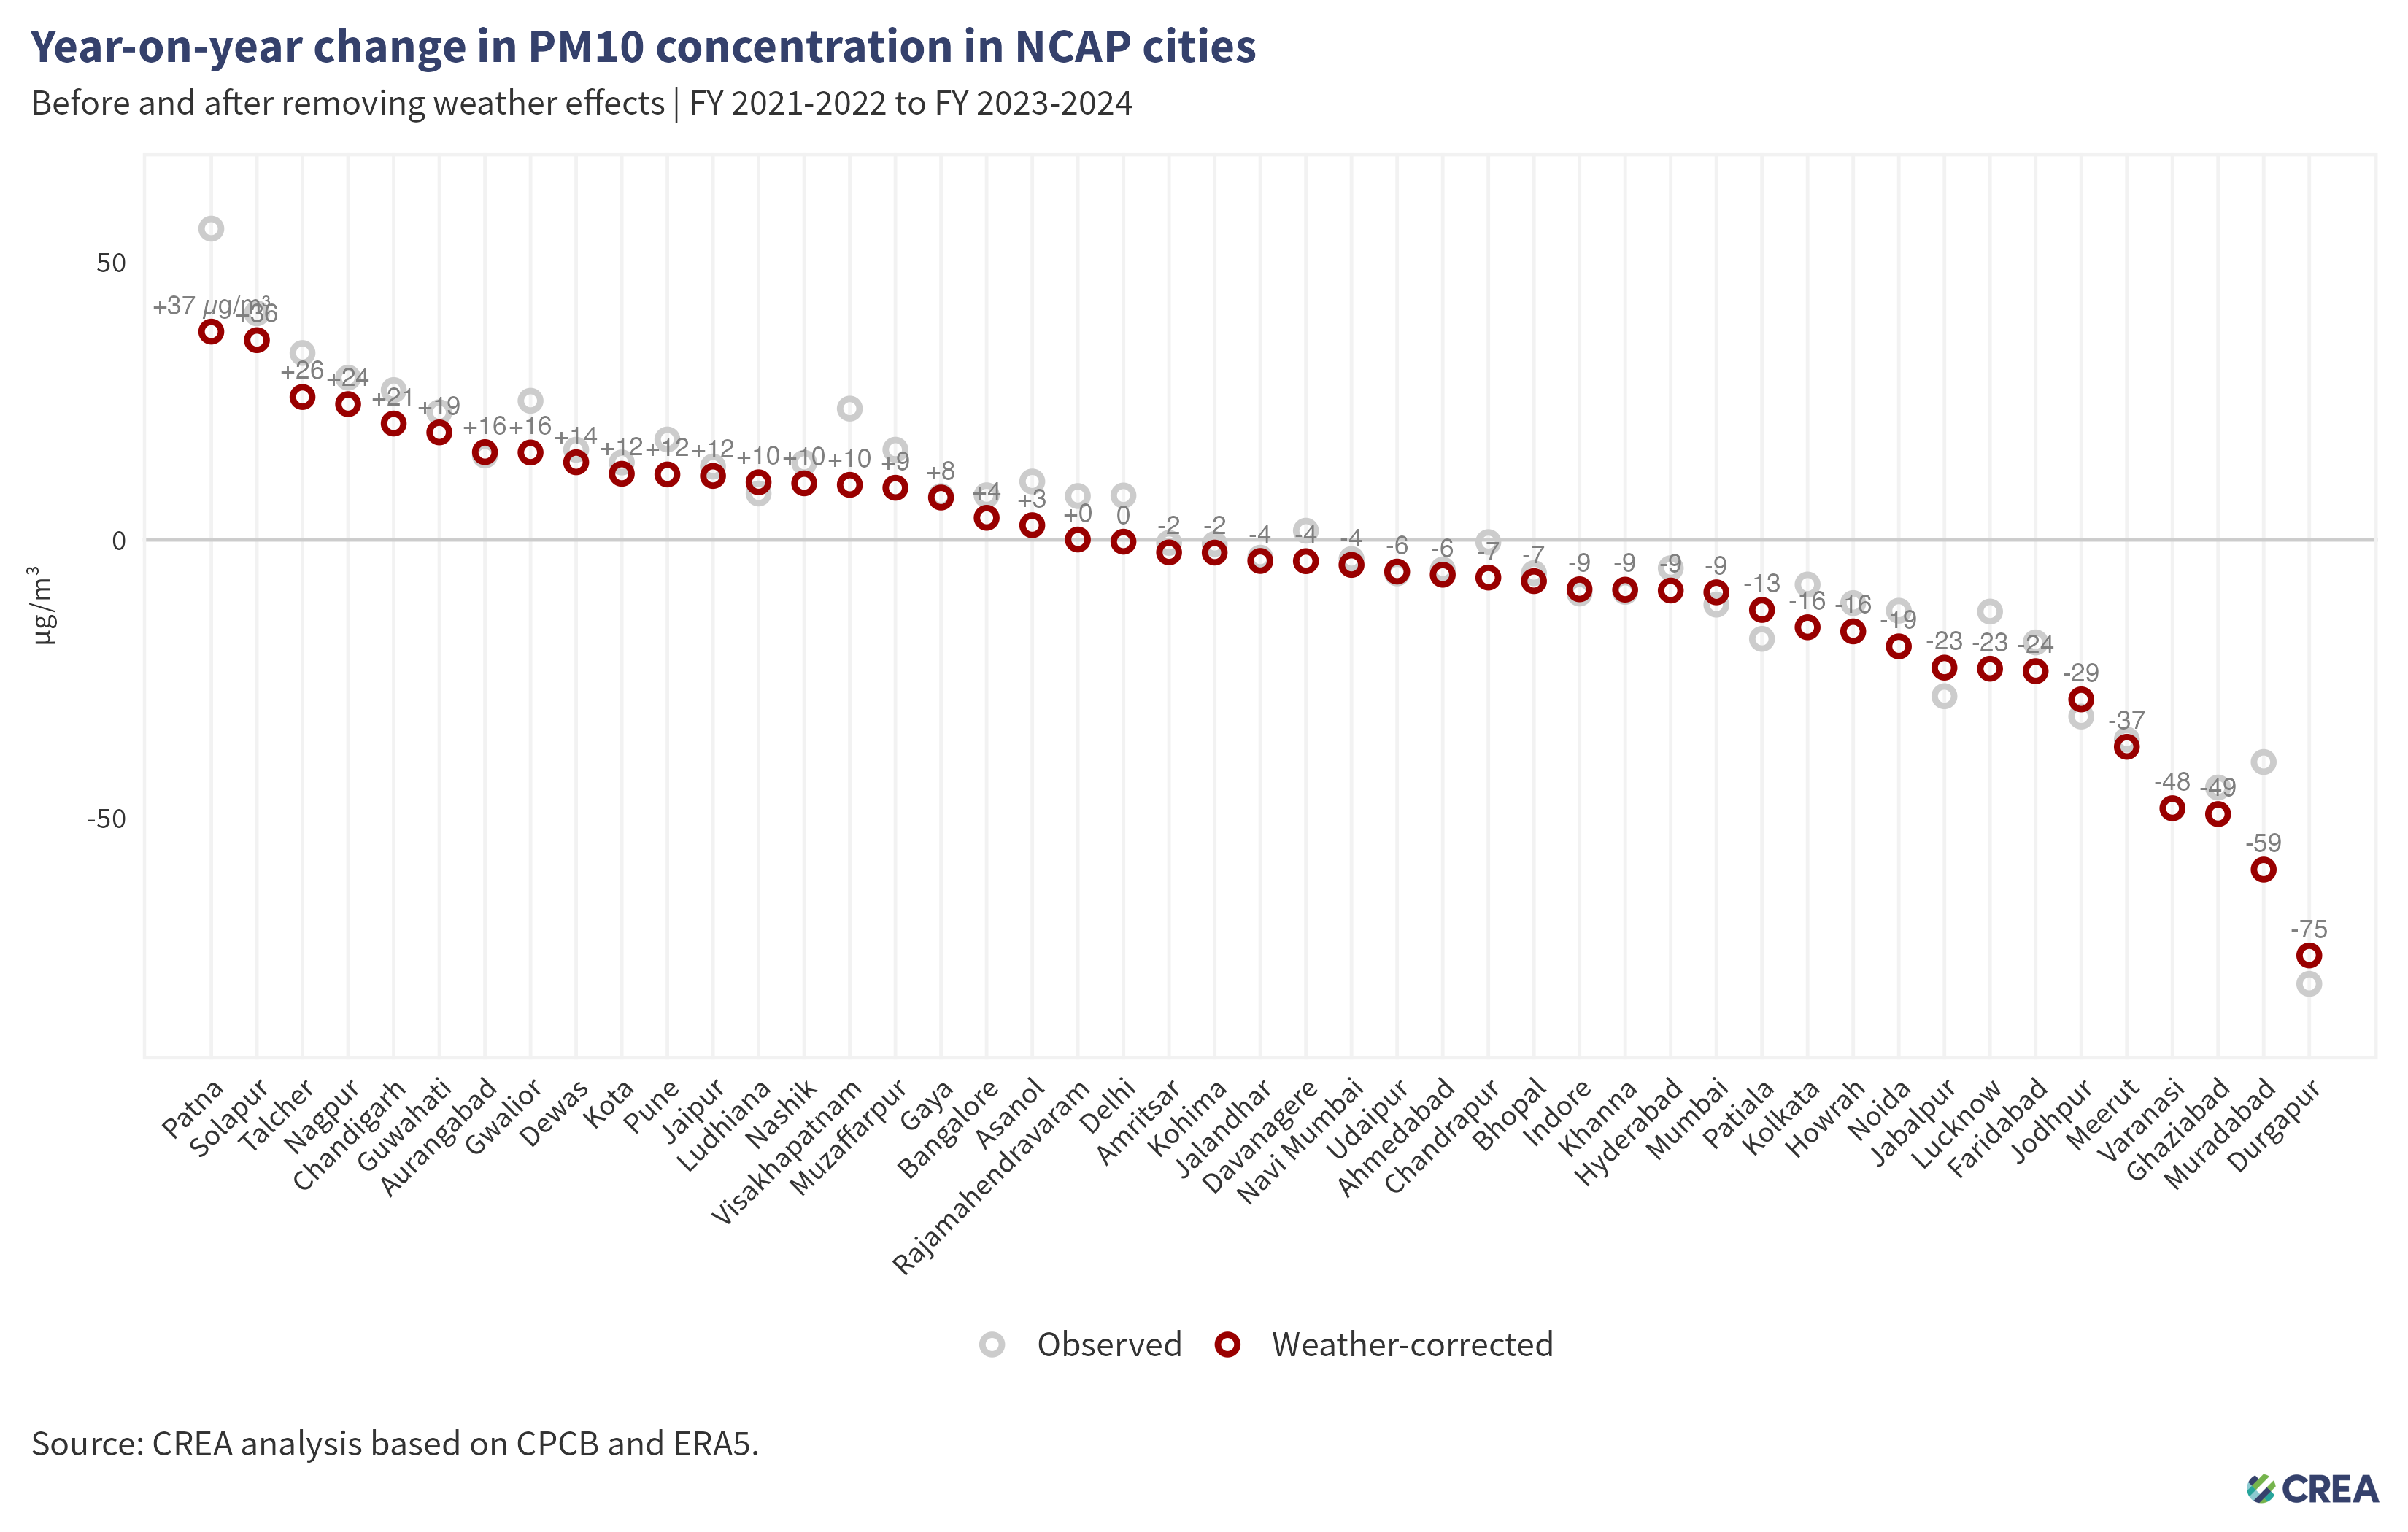 Year-on-year change in PM10 concentration in NCAP cities
Before and after removing weather effects | FY 2021-2022 to FY 2023-2024
50
0
-50
µg/m³
+37 µg/m³
+36
+26
+24
+21
+19
+16
+16
+14
+12
+12
+12
+10
+10
+10
+9
+8
+4
+3
+0
0
-2
-2
-4
-4
-4
-6
-6
-7
-7
-9
-9
-9
-9
-13
-16
-16
-19
-23
-23
-24
-29
-37
-48
-49
-59
-75
Patna
Solapur
Talcher
Nagpur
Chandigarh
Guwahati
Aurangabad
Gwalior
Dewas
Kota
Pune
Jaipur
Ludhiana
Nashik
Visakhapatnam
Muzaffarpur
Gaya
Bangalore
Asanol
Rajamahendravaram
Delhi
Amritsar
Kohima
Jalandhar
Davanagere
Navi Mumbai
Udaipur
Ahmedabad
Chandrapur
Bhopal
Indore
Khanna
Hyderabad
Mumbai
Patiala
Kolkata
Howrah
Noida
Jabalpur
Lucknow
Faridabad
Jodhpur
Meerut
Varanasi
Ghaziabad
Muradabad
Durgapur
Observed
Weather-corrected
Source: CREA analysis based on CPCB and ERA5.
CREA